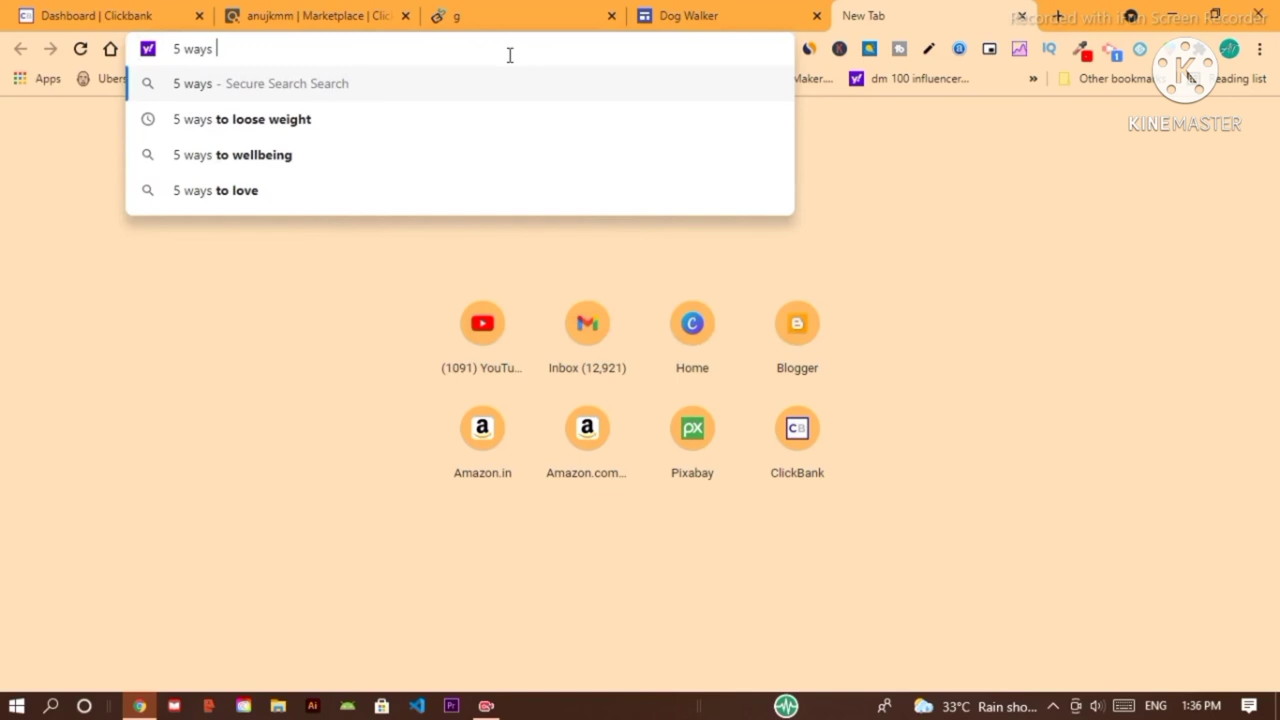 Dashboard | Clickbank
anujkmm | Marketplace | Clic
g
Dog Walker
New Tab
Recorded with iFun Screen Recorder
5 ways
Apps
Ubers
Maker....
dm 100 influencer...
»
Other bookmarks
Reading list
5 ways - Secure Search Search
5 ways to loose weight
5 ways to wellbeing
5 ways to love
KINEMASTER
(1091) YouTu...
Inbox (12,921)
Home
Blogger
Amazon.in
Amazon.com...
Pixabay
ClickBank
33°C Rain sho...
ENG
1:36 PM